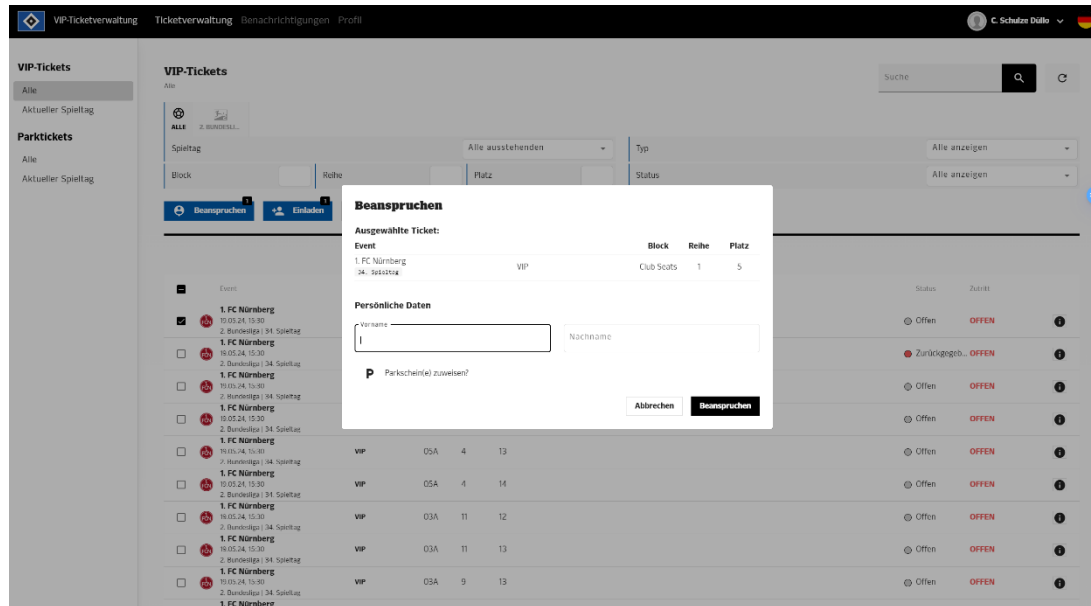 VIP-Ticketverwaltung Ticketverwaltung Benachrichtigungen Profil C. Schulze Düllo
VIP-Tickets
Alle
Aktueller Spieltag
Parktickets
Alle
Aktueller Spieltag
VIP-Tickets
Alle
Suche
ALLE 2. BUNDESLI...
Spieltag Alle ausstehenden Typ Alle anzeigen
Block Reihe Platz Status Alle anzeigen
Beanspruchen 1 Einladen 1
Beanspruchen
Ausgewählte Ticket:
Event Block Reihe Platz
1. FC Nürnberg VIP Club Seats 1 5
34. Spieltag
Persönliche Daten
Vorname
Nachname
P Parkschein(e) zuweisen?
Abbrechen Beanspruchen
Event Status Zutritt
1. FC Nürnberg
19.05.24, 15:30 Offen OFFEN
2. Bundesliga | 34. Spieltag
1. FC Nürnberg
19.05.24, 15:30 Zurückgegeb... OFFEN
2. Bundesliga | 34. Spieltag
1. FC Nürnberg
19.05.24, 15:30 Offen OFFEN
2. Bundesliga | 34. Spieltag
1. FC Nürnberg
19.05.24, 15:30 Offen OFFEN
2. Bundesliga | 34. Spieltag
1. FC Nürnberg
19.05.24, 15:30 VIP 05A 4 13 Offen OFFEN
2. Bundesliga | 34. Spieltag
1. FC Nürnberg
19.05.24, 15:30 VIP 05A 4 14 Offen OFFEN
2. Bundesliga | 34. Spieltag
1. FC Nürnberg
19.05.24, 15:30 VIP 03A 11 12 Offen OFFEN
2. Bundesliga | 34. Spieltag
1. FC Nürnberg
19.05.24, 15:30 VIP 03A 11 13 Offen OFFEN
2. Bundesliga | 34. Spieltag
1. FC Nürnberg
19.05.24, 15:30 VIP 03A 9 13 Offen OFFEN
2. Bundesliga | 34. Spieltag
1. FC Nürnberg